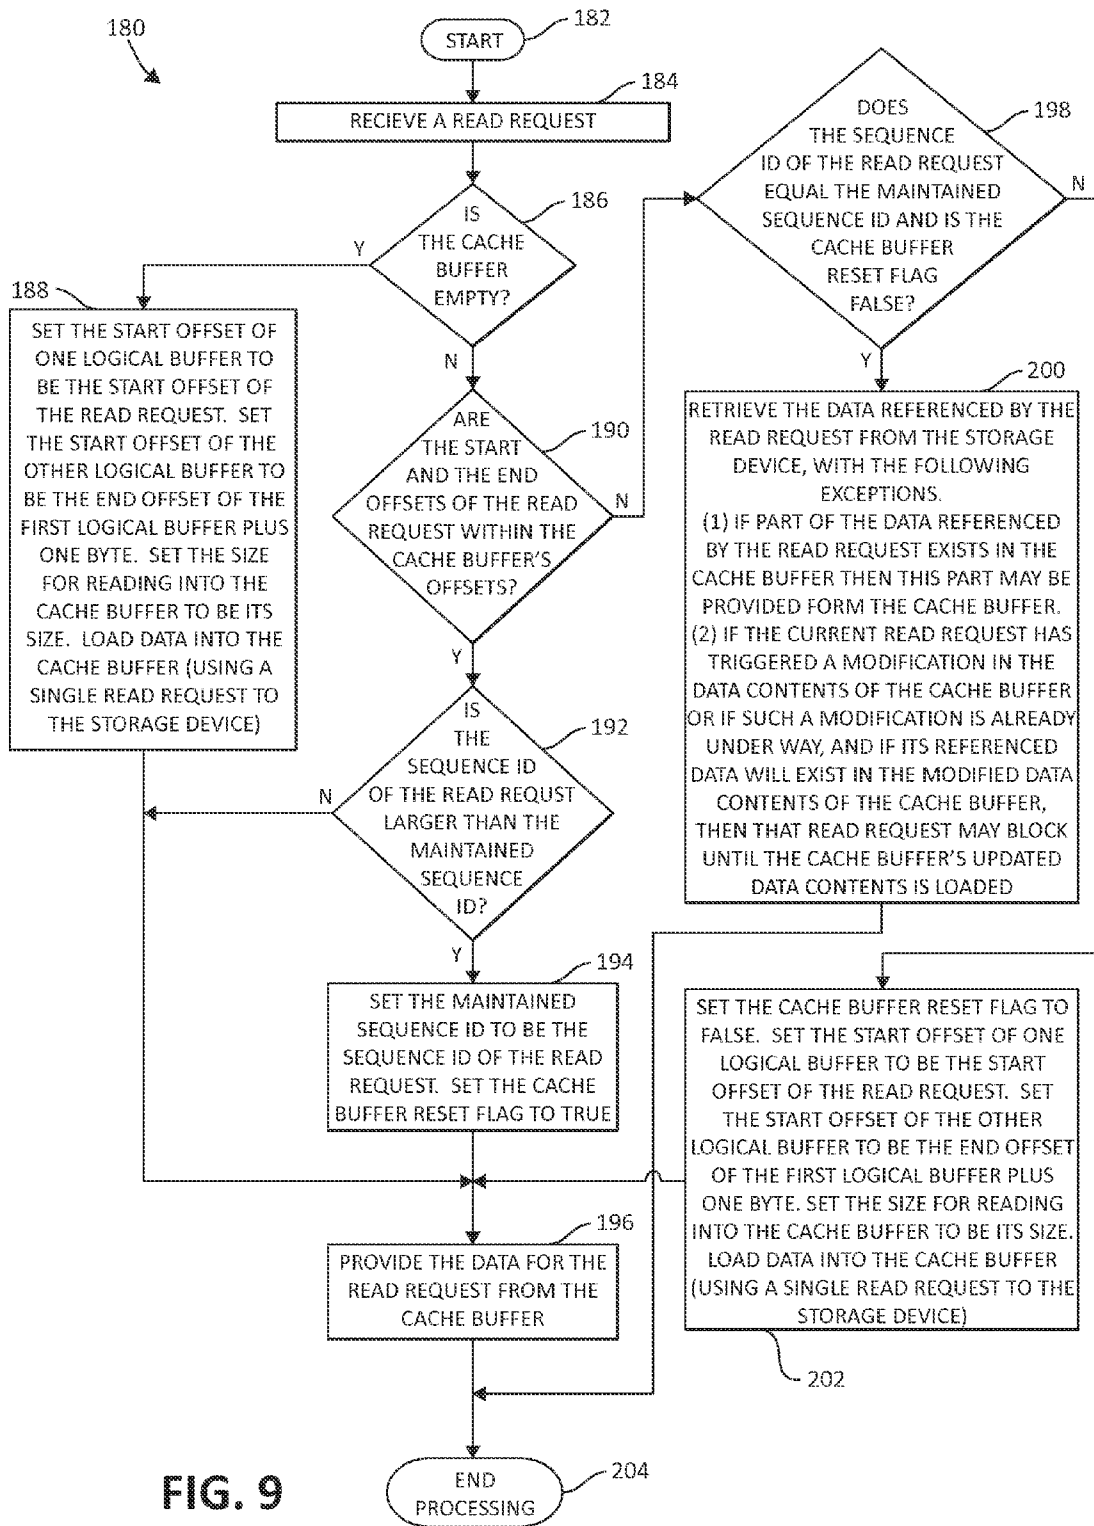 180
START
182
184
RECIEVE A READ REQUEST
186
IS
THE CACHE
BUFFER
EMPTY?
Y
N
188
SET THE START OFFSET OF
ONE LOGICAL BUFFER TO
BE THE START OFFSET OF
THE READ REQUEST. SET
THE START OFFSET OF THE
OTHER LOGICAL BUFFER TO
BE THE END OFFSET OF THE
FIRST LOGICAL BUFFER PLUS
ONE BYTE. SET THE SIZE
FOR READING INTO THE
CACHE BUFFER TO BE ITS
SIZE. LOAD DATA INTO THE
CACHE BUFFER (USING A
SINGLE READ REQUEST TO
THE STORAGE DEVICE)
190
ARE
THE START
AND THE END
OFFSETS OF THE READ
REQUEST WITHIN THE
CACHE BUFFER'S
OFFSETS?
N
Y
192
IS
THE
SEQUENCE ID
OF THE READ REQUST
LARGER THAN THE
MAINTAINED
SEQUENCE
ID?
N
Y
194
SET THE MAINTAINED
SEQUENCE ID TO BE THE
SEQUENCE ID OF THE READ
REQUEST. SET THE CACHE
BUFFER RESET FLAG TO TRUE
196
PROVIDE THE DATA FOR THE
READ REQUEST FROM THE
CACHE BUFFER
198
DOES
THE SEQUENCE
ID OF THE READ REQUEST
EQUAL THE MAINTAINED
SEQUENCE ID AND IS THE
CACHE BUFFER
RESET FLAG
FALSE?
N
Y
200
RETRIEVE THE DATA REFERENCED BY THE
READ REQUEST FROM THE STORAGE
DEVICE, WITH THE FOLLOWING
EXCEPTIONS.
(1) IF PART OF THE DATA REFERENCED
BY THE READ REQUEST EXISTS IN THE
CACHE BUFFER THEN THIS PART MAY BE
PROVIDED FORM THE CACHE BUFFER.
(2) IF THE CURRENT READ REQUEST HAS
TRIGGERED A MODIFICATION IN THE
DATA CONTENTS OF THE CACHE BUFFER
OR IF SUCH A MODIFICATION IS ALREADY
UNDER WAY, AND IF ITS REFERENCED
DATA WILL EXIST IN THE MODIFIED DATA
CONTENTS OF THE CACHE BUFFER,
THEN THAT READ REQUEST MAY BLOCK
UNTIL THE CACHE BUFFER'S UPDATED
DATA CONTENTS IS LOADED
SET THE CACHE BUFFER RESET FLAG TO
FALSE. SET THE START OFFSET OF ONE
LOGICAL BUFFER TO BE THE START
OFFSET OF THE READ REQUEST. SET
THE START OFFSET OF THE OTHER
LOGICAL BUFFER TO BE THE END OFFSET
OF THE FIRST LOGICAL BUFFER PLUS
ONE BYTE. SET THE SIZE FOR READING
INTO THE CACHE BUFFER TO BE ITS SIZE.
LOAD DATA INTO THE CACHE BUFFER
(USING A SINGLE READ REQUEST TO THE
STORAGE DEVICE)
202
END
PROCESSING
204
FIG. 9